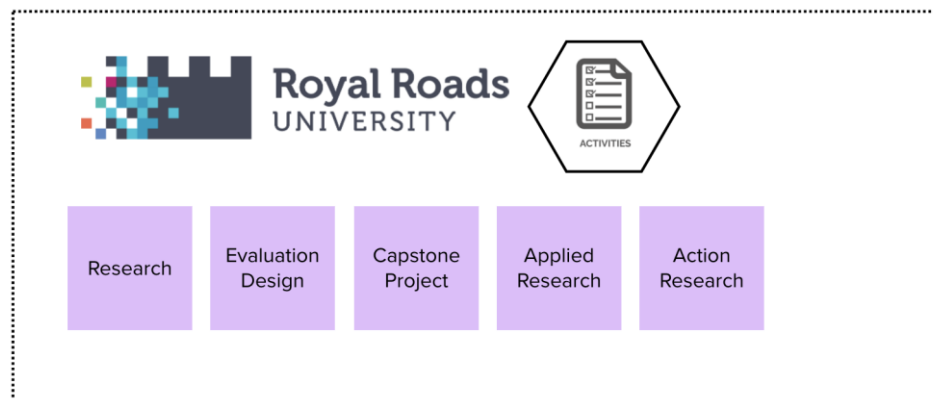 Royal Roads
UNIVERSITY
ACTIVITIES
Research
Evaluation
Design
Capstone
Project
Applied
Research
Action
Research